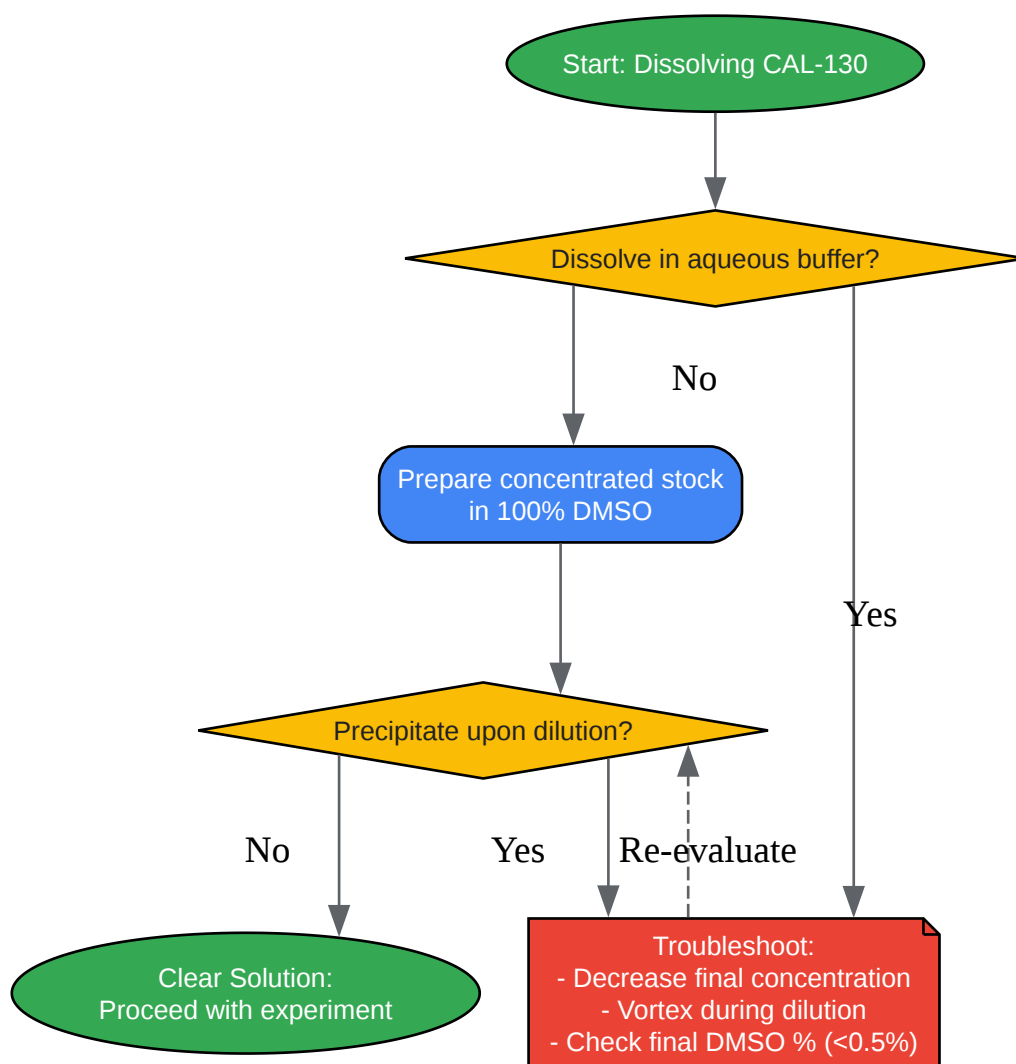 Start: Dissolving CAL-130
Dissolve in aqueous buffer?
No
Prepare concentrated stock
in 100% DMSO
Yes
Precipitate upon dilution?
No
Yes
Re-evaluate
Clear Solution:
Proceed with experiment
Troubleshoot:
- Decrease final concentration
- Vortex during dilution
- Check final DMSO % (<0.5%)